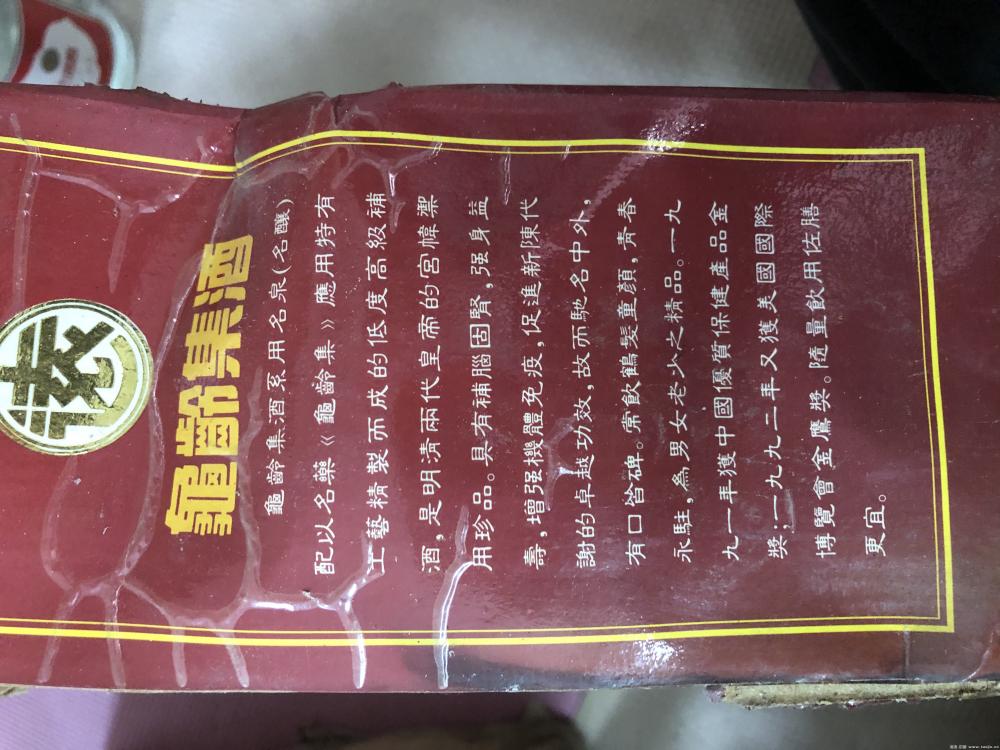 龜齡集酒
龜齡集酒系用名泉(名釀)
配以名藥《龜齡集》應用特有
工藝精製而成的低度高級補
酒,是明清兩代皇帝的宮幃禦
用珍品。具有補腦固腎,强身益
壽,增强機體免疫,促進新陳代
謝的卓越功效,故而馳名中外,
有口皆碑。常飲鶴髮童顏,青春
永駐,為男女老少之精品。一九
九一年獲中國優質保健產品金
獎;一九九二年又獲美國國際
博覽會金鷹獎。隨量飲用佐膳
更宜。